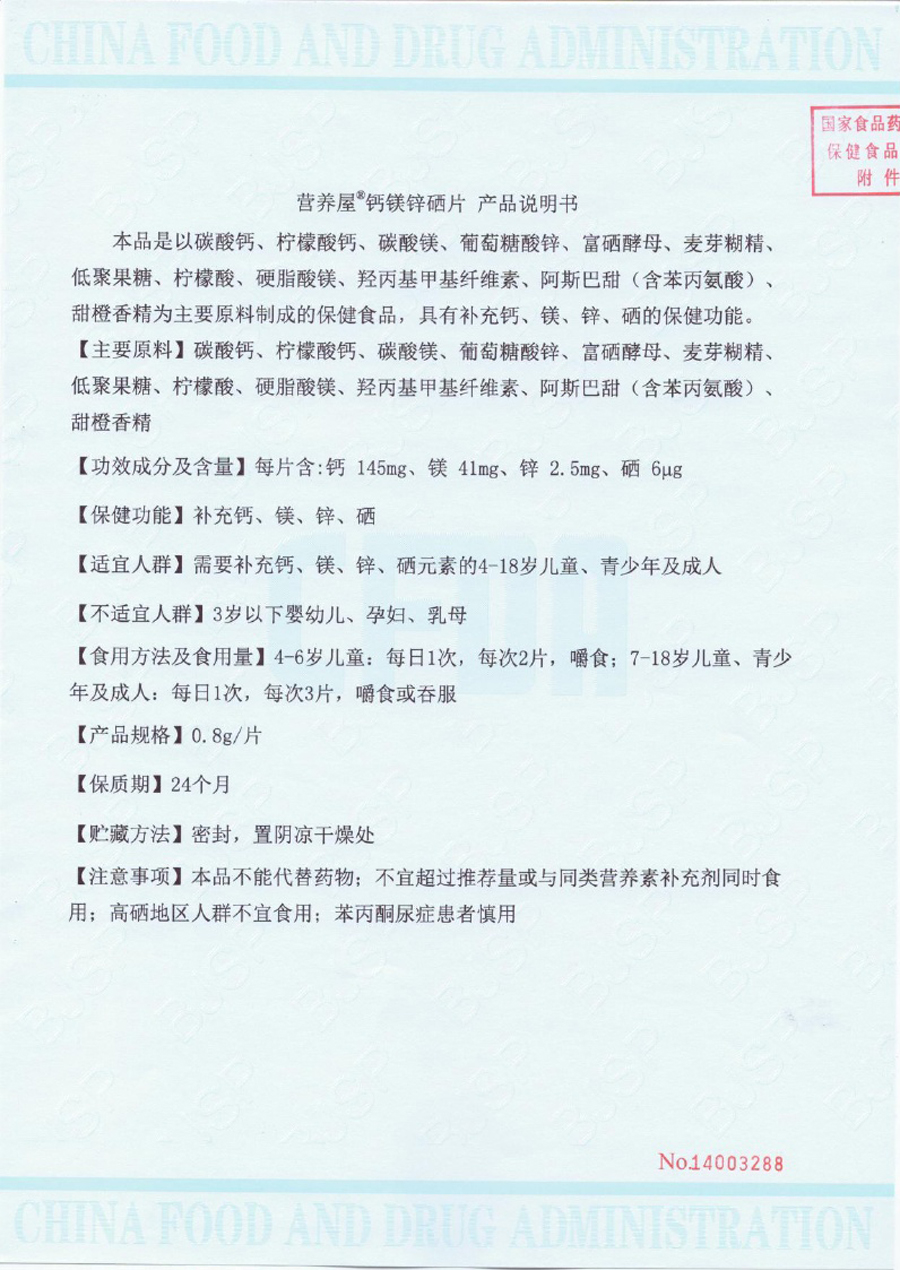 CHINA FOOD AND DRUG ADMINISTRATION
国家食品药
保健食品
附件
营养屋®钙镁锌硒片 产品说明书
本品是以碳酸钙、柠檬酸钙、碳酸镁、葡萄糖酸锌、富硒酵母、麦芽糊精、
低聚果糖、柠檬酸、硬脂酸镁、羟丙基甲基纤维素、阿斯巴甜（含苯丙氨酸）、
甜橙香精为主要原料制成的保健食品，具有补充钙、镁、锌、硒的保健功能。
【主要原料】碳酸钙、柠檬酸钙、碳酸镁、葡萄糖酸锌、富硒酵母、麦芽糊精、
低聚果糖、柠檬酸、硬脂酸镁、羟丙基甲基纤维素、阿斯巴甜（含苯丙氨酸）、
甜橙香精
【功效成分及含量】每片含:钙 145mg、镁 41mg、锌 2.5mg、硒 6μg
【保健功能】补充钙、镁、锌、硒
【适宜人群】需要补充钙、镁、锌、硒元素的4-18岁儿童、青少年及成人
【不适宜人群】3岁以下婴幼儿、孕妇、乳母
【食用方法及食用量】4-6岁儿童：每日1次，每次2片，嚼食；7-18岁儿童、青少
年及成人：每日1次，每次3片，嚼食或吞服
【产品规格】0.8g/片
【保质期】24个月
【贮藏方法】密封，置阴凉干燥处
【注意事项】本品不能代替药物；不宜超过推荐量或与同类营养素补充剂同时食
用；高硒地区人群不宜食用；苯丙酮尿症患者慎用
CFDA
No.14003288
CHINA FOOD AND DRUG ADMINISTRATION